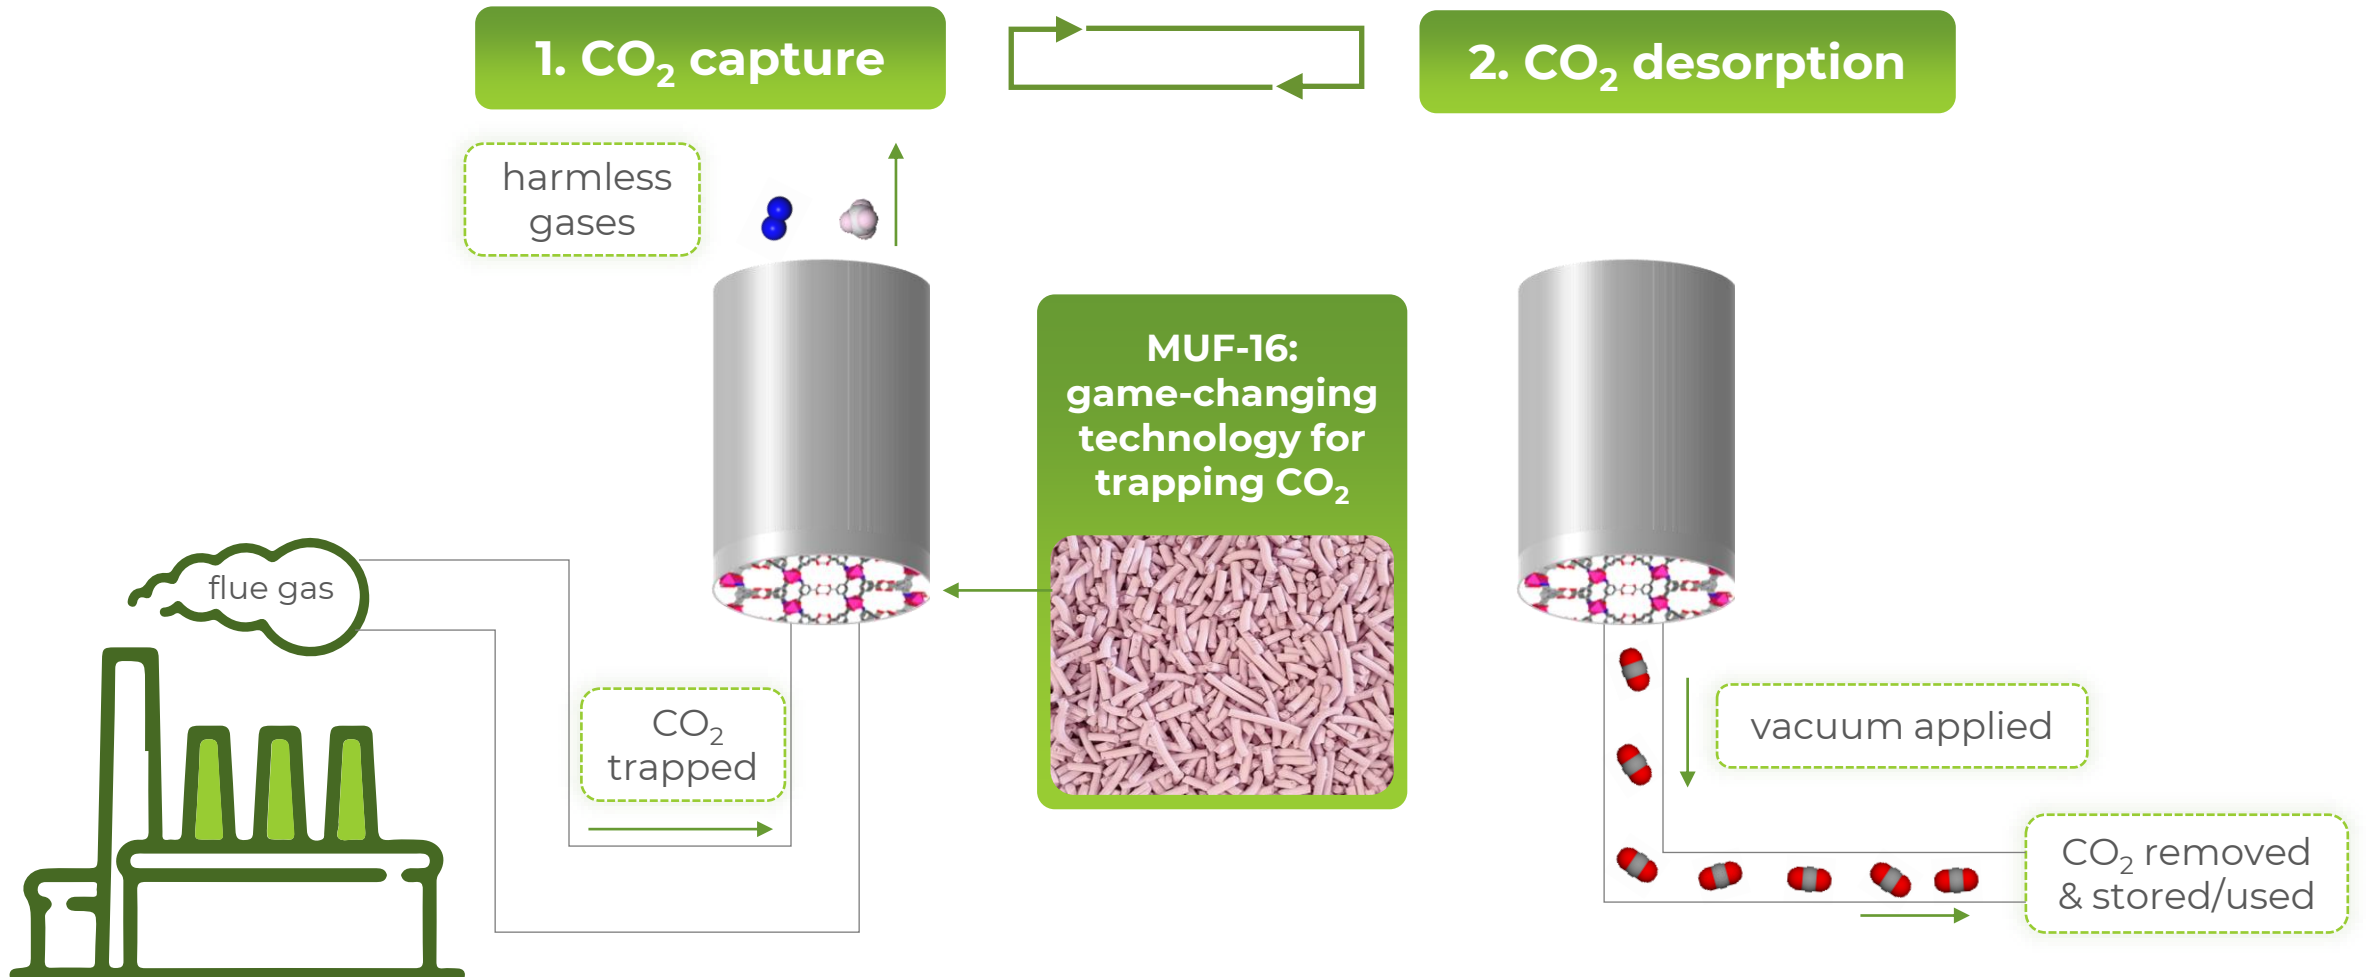 1. CO₂ capture
2. CO₂ desorption
harmless
gases
MUF-16:
game-changing
technology for
trapping CO₂
flue gas
CO₂
trapped
vacuum applied
CO₂ removed
& stored/used